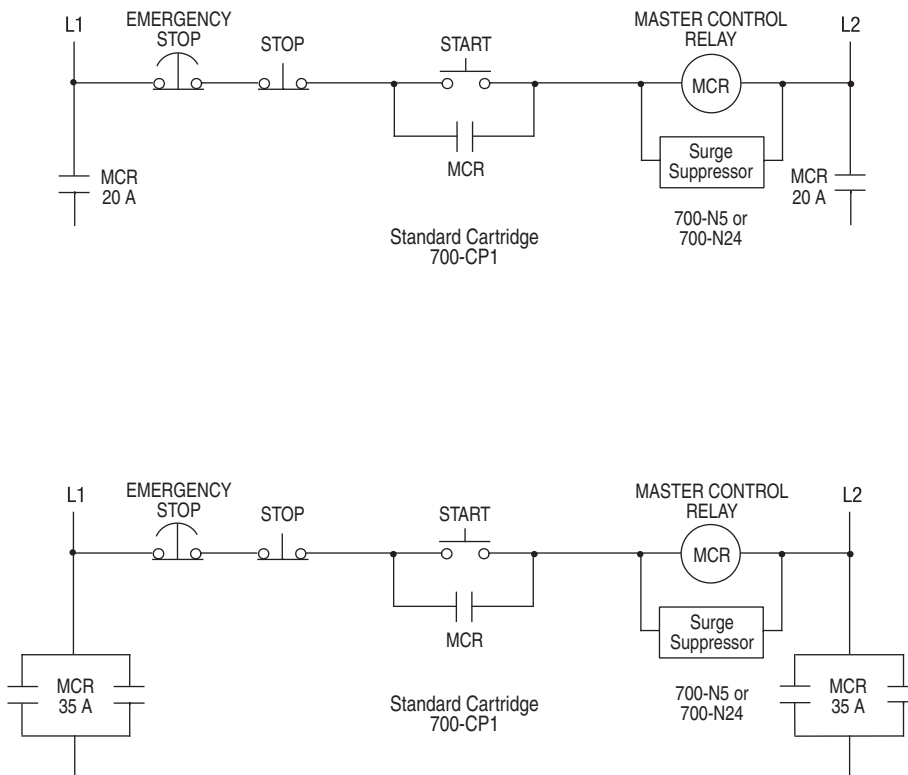 L1
EMERGENCY
STOP
STOP
START
MASTER CONTROL
RELAY
L2
MCR
MCR
20 A
MCR
Surge
Suppressor
MCR
20 A
700-N5 or
700-N24
Standard Cartridge
700-CP1
L1
EMERGENCY
STOP
STOP
START
MASTER CONTROL
RELAY
L2
MCR
MCR
Surge
Suppressor
MCR
35 A
700-N5 or
700-N24
MCR
35 A
Standard Cartridge
700-CP1